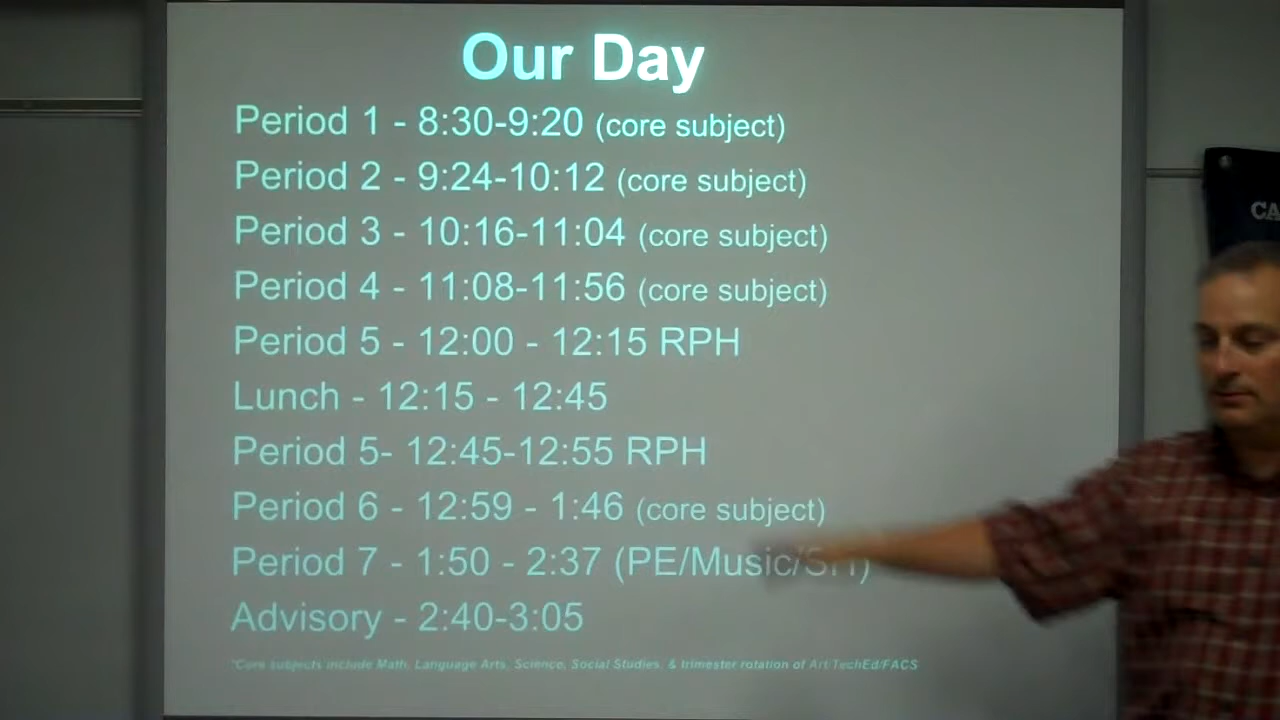 Our Day
Period 1 - 8:30-9:20 (core subject)
Period 2 - 9:24-10:12 (core subject)
Period 3 - 10:16-11:04 (core subject)
Period 4 - 11:08-11:56 (core subject)
Period 5 - 12:00 - 12:15 RPH
Lunch - 12:15 - 12:45
Period 5- 12:45-12:55 RPH
Period 6 - 12:59 - 1:46 (core subject)
Period 7 - 1:50 - 2:37 (PE/Music/SH)
Advisory - 2:40-3:05
*Core subjects include Math, Language Arts, Science, Social Studies, & trimester rotation of Art TechEd/FACS